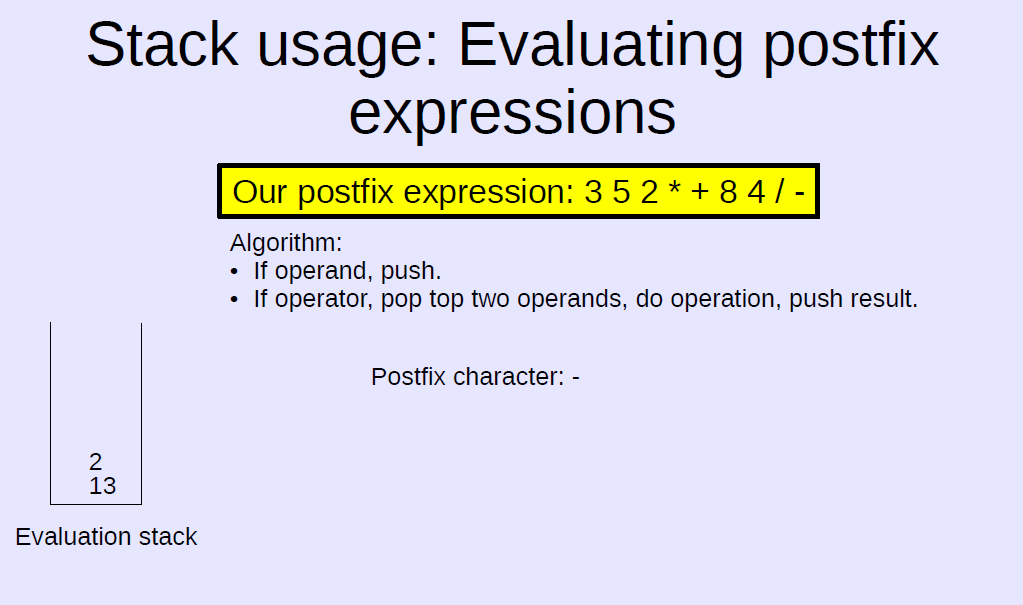 Stack usage: Evaluating postfix
expressions
Our postfix expression: 3 5 2 * + 8 4 / -
Algorithm:
• If operand, push.
• If operator, pop top two operands, do operation, push result.
Postfix character: -
2
13
Evaluation stack